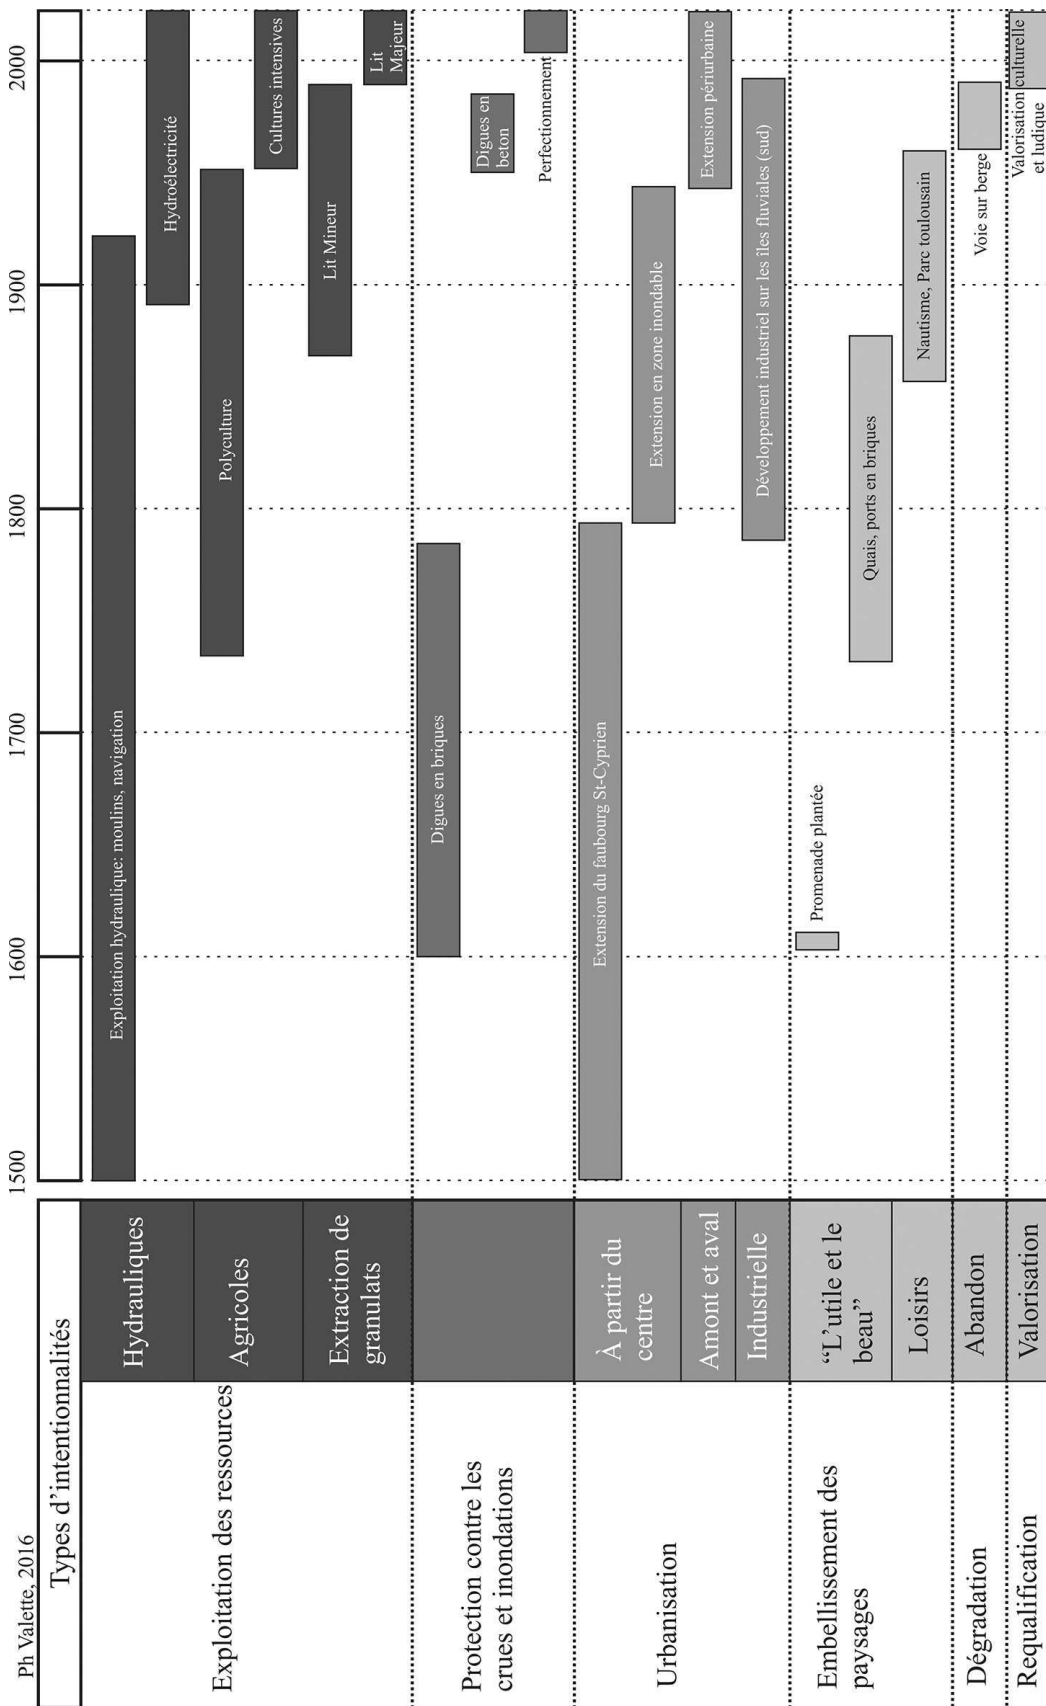 Ph Valette, 2016
Types d'intentionnalités
1500
1600
1700
1800
1900
2000
Exploitation des ressources
Hydrauliques
Exploitation hydraulique: moulins, navigation
Hydroélectricité
Agricoles
Polyculture
Cultures intensives
Extraction de
granulats
Lit Mineur
Lit
Majeur
Protection contre les
crues et inondations
Digues en briques
Digues en
beton
Perfectionnement
Urbanisation
À partir du
centre
Extension du faubourg St-Cyprien
Extension en zone inondable
Amont et aval
Extension périurbaine
Industrielle
Développement industriel sur les îles fluviales (sud)
Embellissement des
paysages
“L’utile et le
beau”
Promenade plantée
Quais, ports en briques
Loisirs
Nautisme, Parc toulousain
Dégradation
Abandon
Voie sur berge
Requalification
Valorisation
Valorisation culturelle
et ludique